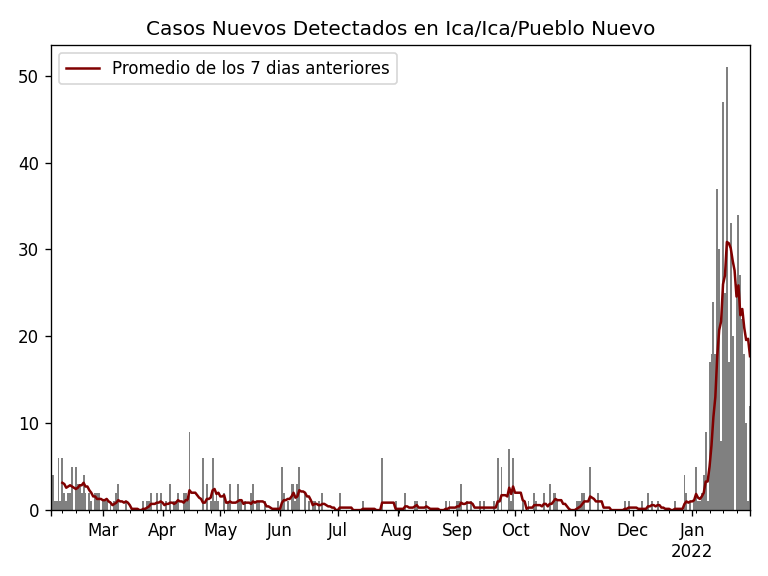 Casos Nuevos Detectados en Ica/Ica/Pueblo Nuevo
Promedio de los 7 dias anteriores
50
40
30
20
10
0
Mar Apr May Jun Jul Aug Sep Oct Nov Dec Jan
2022